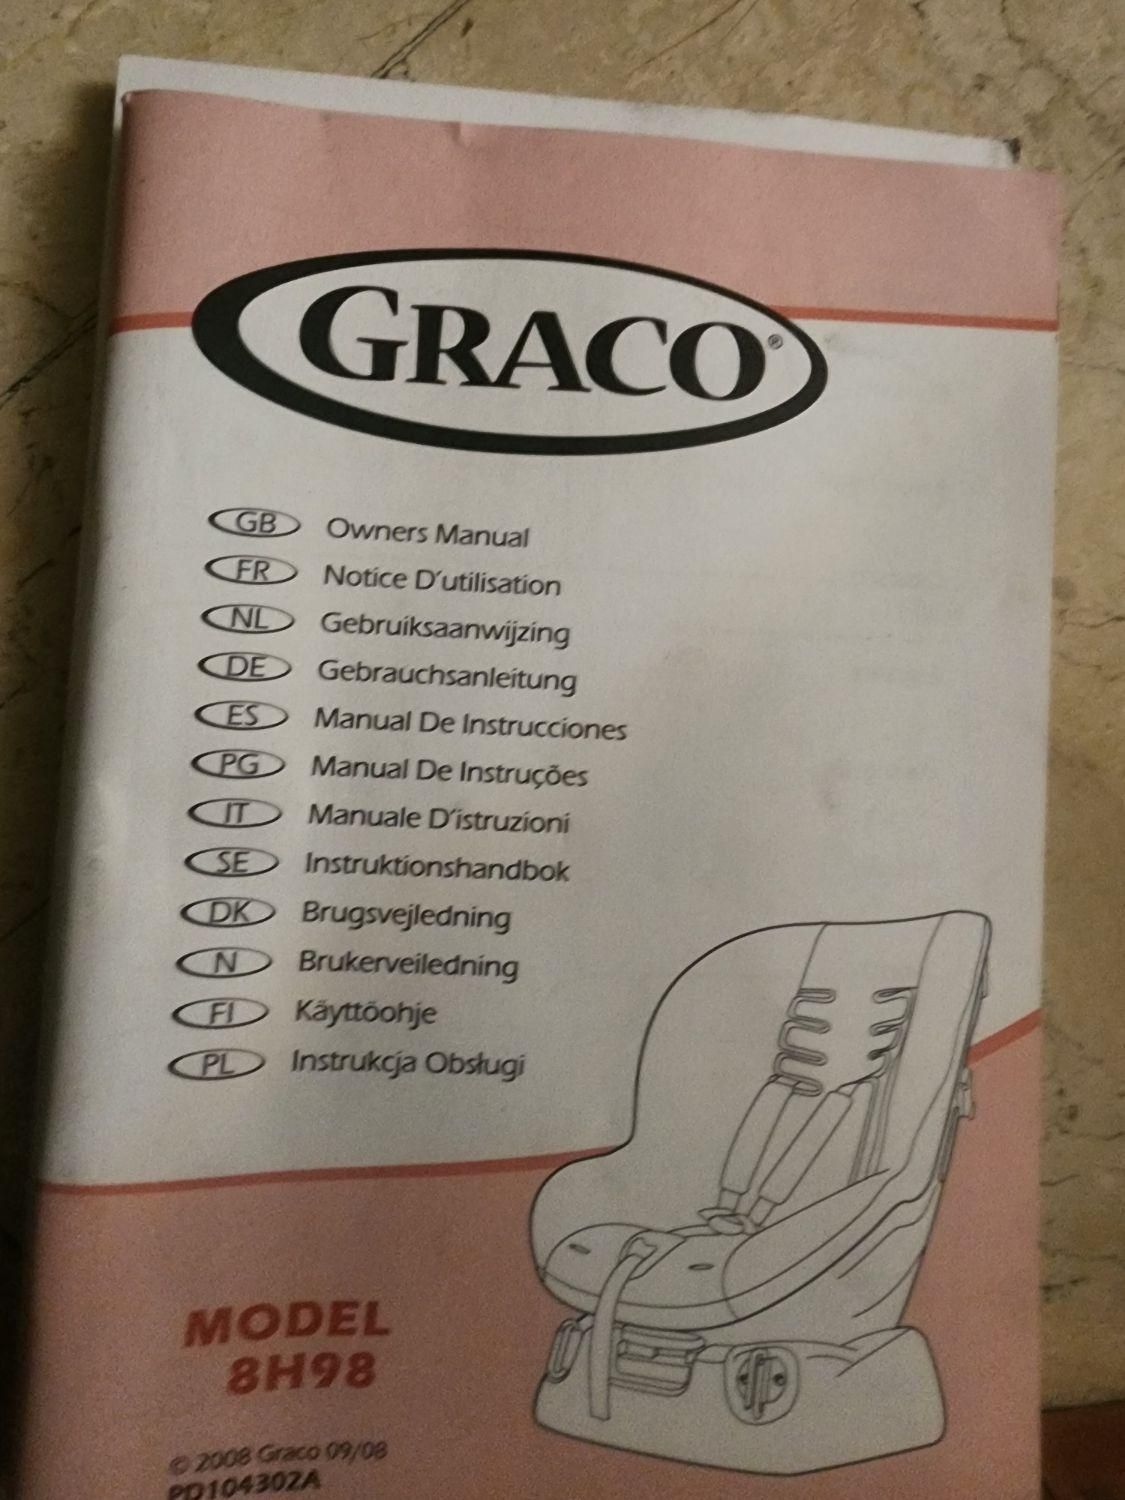 GRACO®
GB Owners Manual
FR Notice D'utilisation
NL Gebruiksaanwijzing
DE Gebrauchsanleitung
ES Manual De Instrucciones
PG Manual De Instruções
IT Manuale D'istruzioni
SE Instruktionshandbok
DK Brugsvejledning
N Brukerveiledning
FI Käyttöohje
PL Instrukcja Obsługi
MODEL
8H98
© 2008 Graco 09/08
PD104302A